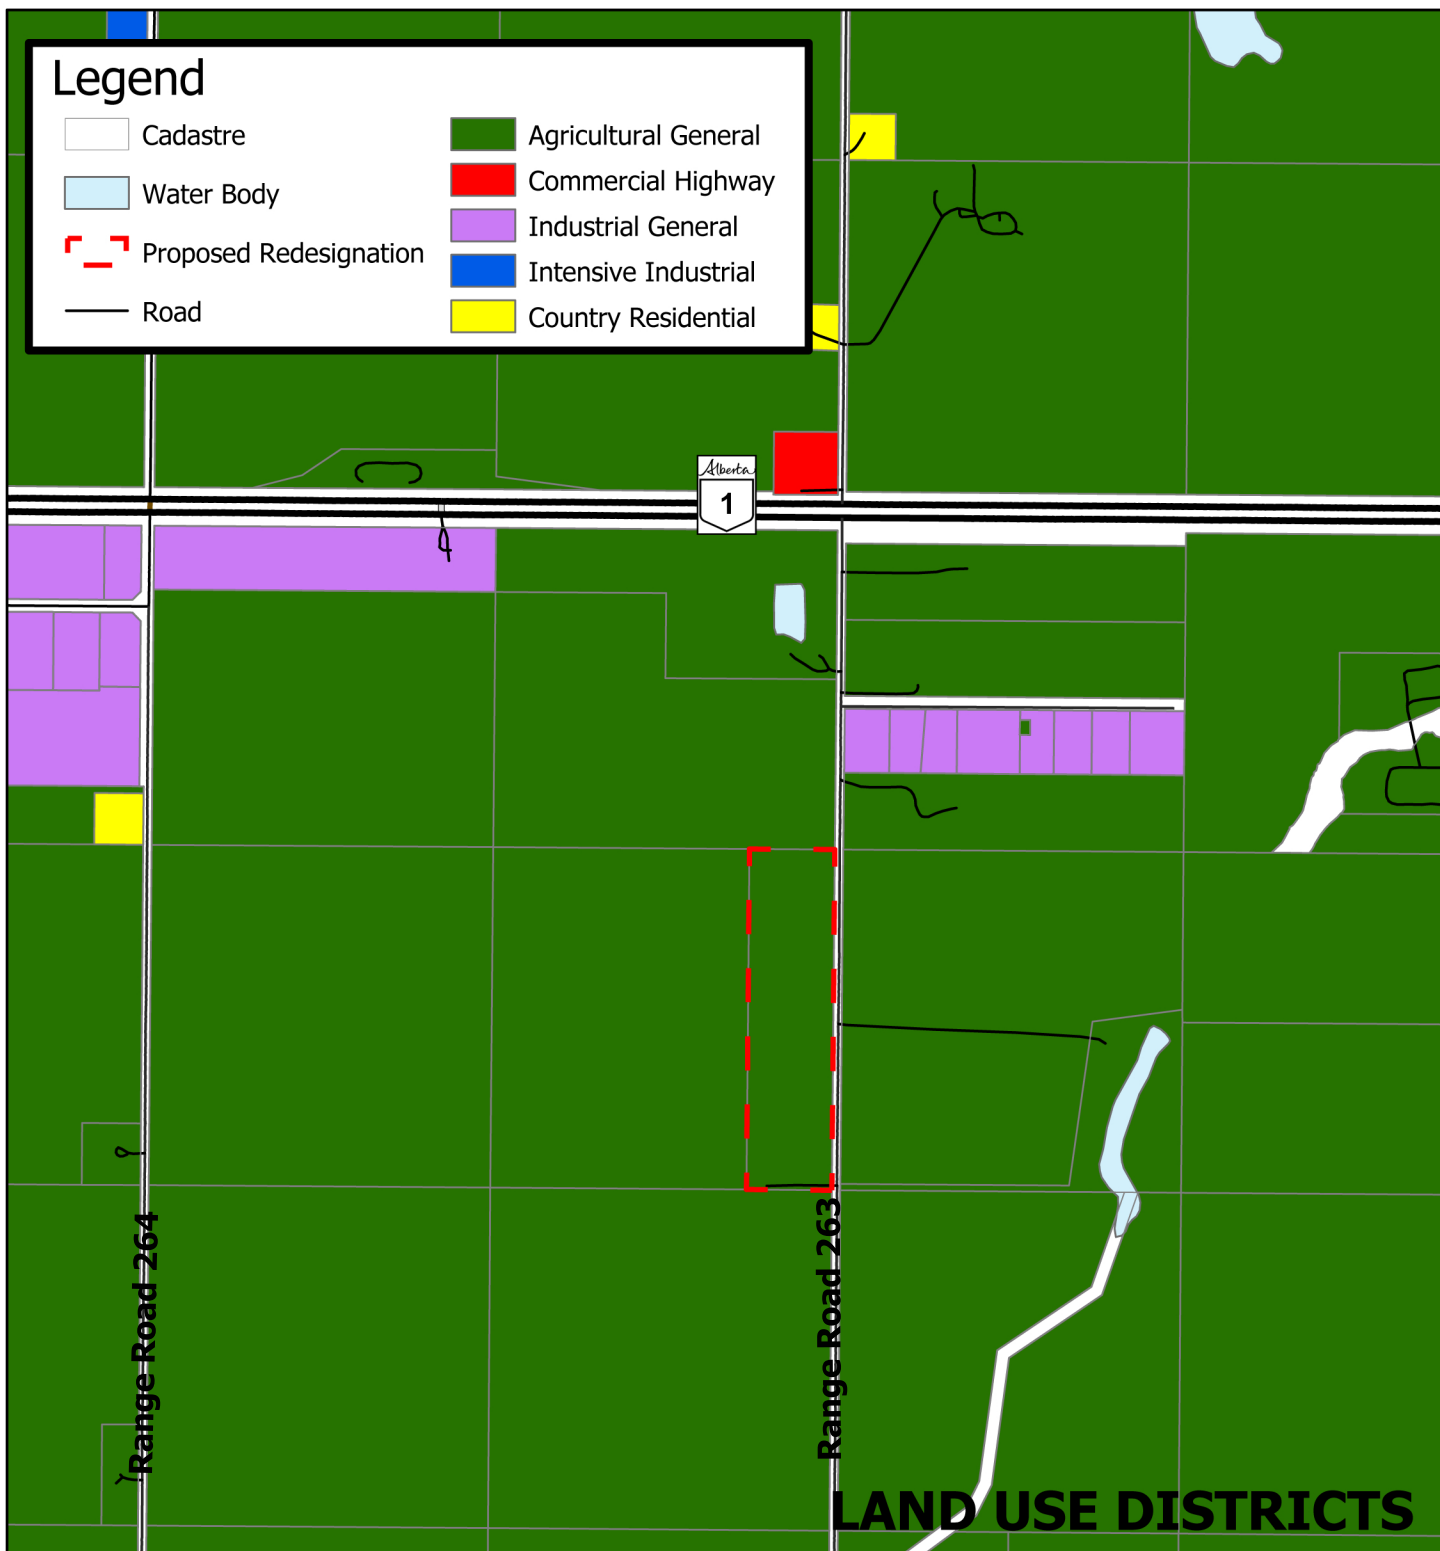 Legend
Cadastre
Water Body
Proposed Redesignation
Road
Agricultural General
Commercial Highway
Industrial General
Intensive Industrial
Country Residential
Alberta
1
Range Road 264
Range Road 263
LAND USE DISTRICTS